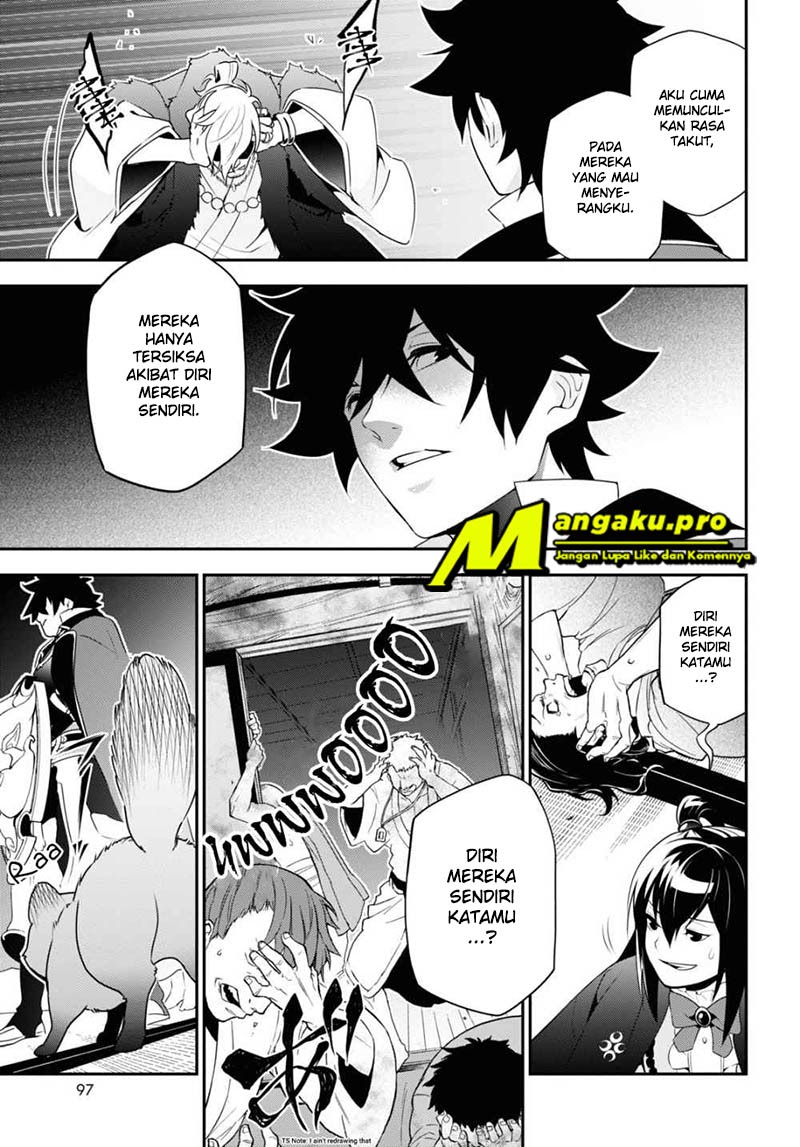 AKU CUMA
MEMUNCUL-
KAN RASA
TAKUT,
PADA
MEREKA
YANG MAU
MENYE-
RANGKU.
MEREKA
HANYA
TERSIKSA
AKIBAT DIRI
MEREKA
SENDIRI.
Mangaku.pro
Jangan Lupa Like dan Komennya
DIRI
MEREKA
SENDIRI
KATAMU
...?
HWWWOOOOO
DIRI
MEREKA
SENDIRI
KATAMU
...?
Raa
97
TS Note: I ain't redrawing that